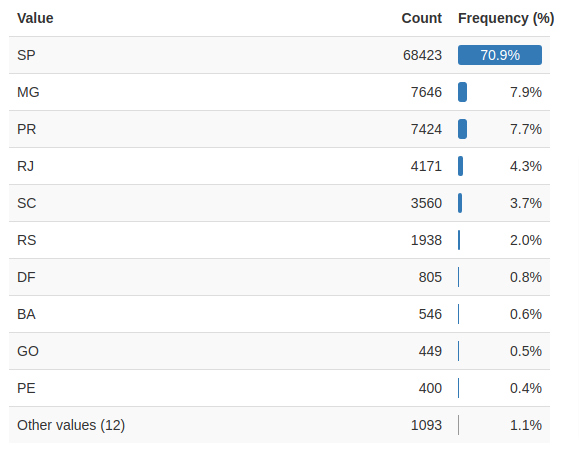 Value Count Frequency (%)
SP 68423 70.9%
MG 7646 7.9%
PR 7424 7.7%
RJ 4171 4.3%
SC 3560 3.7%
RS 1938 2.0%
DF 805 0.8%
BA 546 0.6%
GO 449 0.5%
PE 400 0.4%
Other values (12) 1093 1.1%